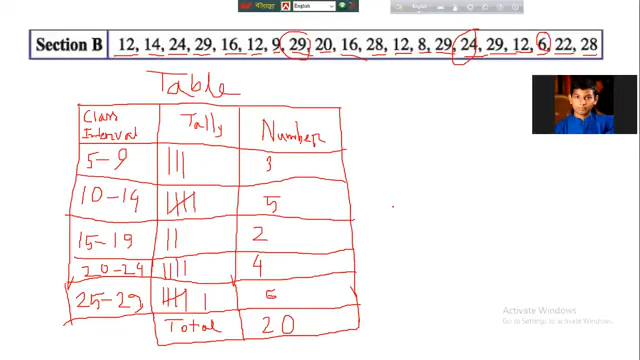 English
Section B 12, 14, 24, 29, 16, 12, 9, 29, 20, 16, 28, 12, 8, 29, 24, 29, 12, 6, 22, 28
Table
Class Interval Tally Number
5-9 ||| 3
10-14 |||| 5
15-19 || 2
20-24 |||| 4
25-29 |||| | 6
Total 20
Activate Windows
Go to Settings to activate Windows.